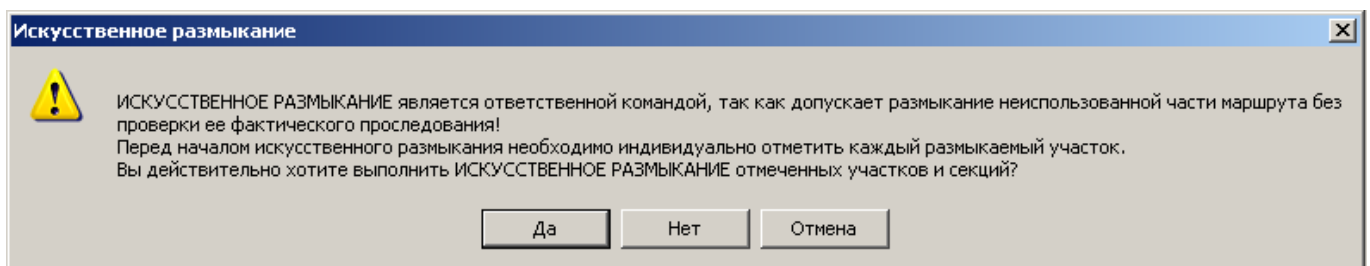 Искусственное размыкание
ИСКУССТВЕННОЕ РАЗМЫКАНИЕ является ответственной командой, так как допускает размыкание неиспользованной части маршрута без
проверки ее фактического проследования!
Перед началом искусственного размыкания необходимо индивидуально отметить каждый размыкаемый участок.
Вы действительно хотите выполнить ИСКУССТВЕННОЕ РАЗМЫКАНИЕ отмеченных участков и секций?
Да Нет Отмена